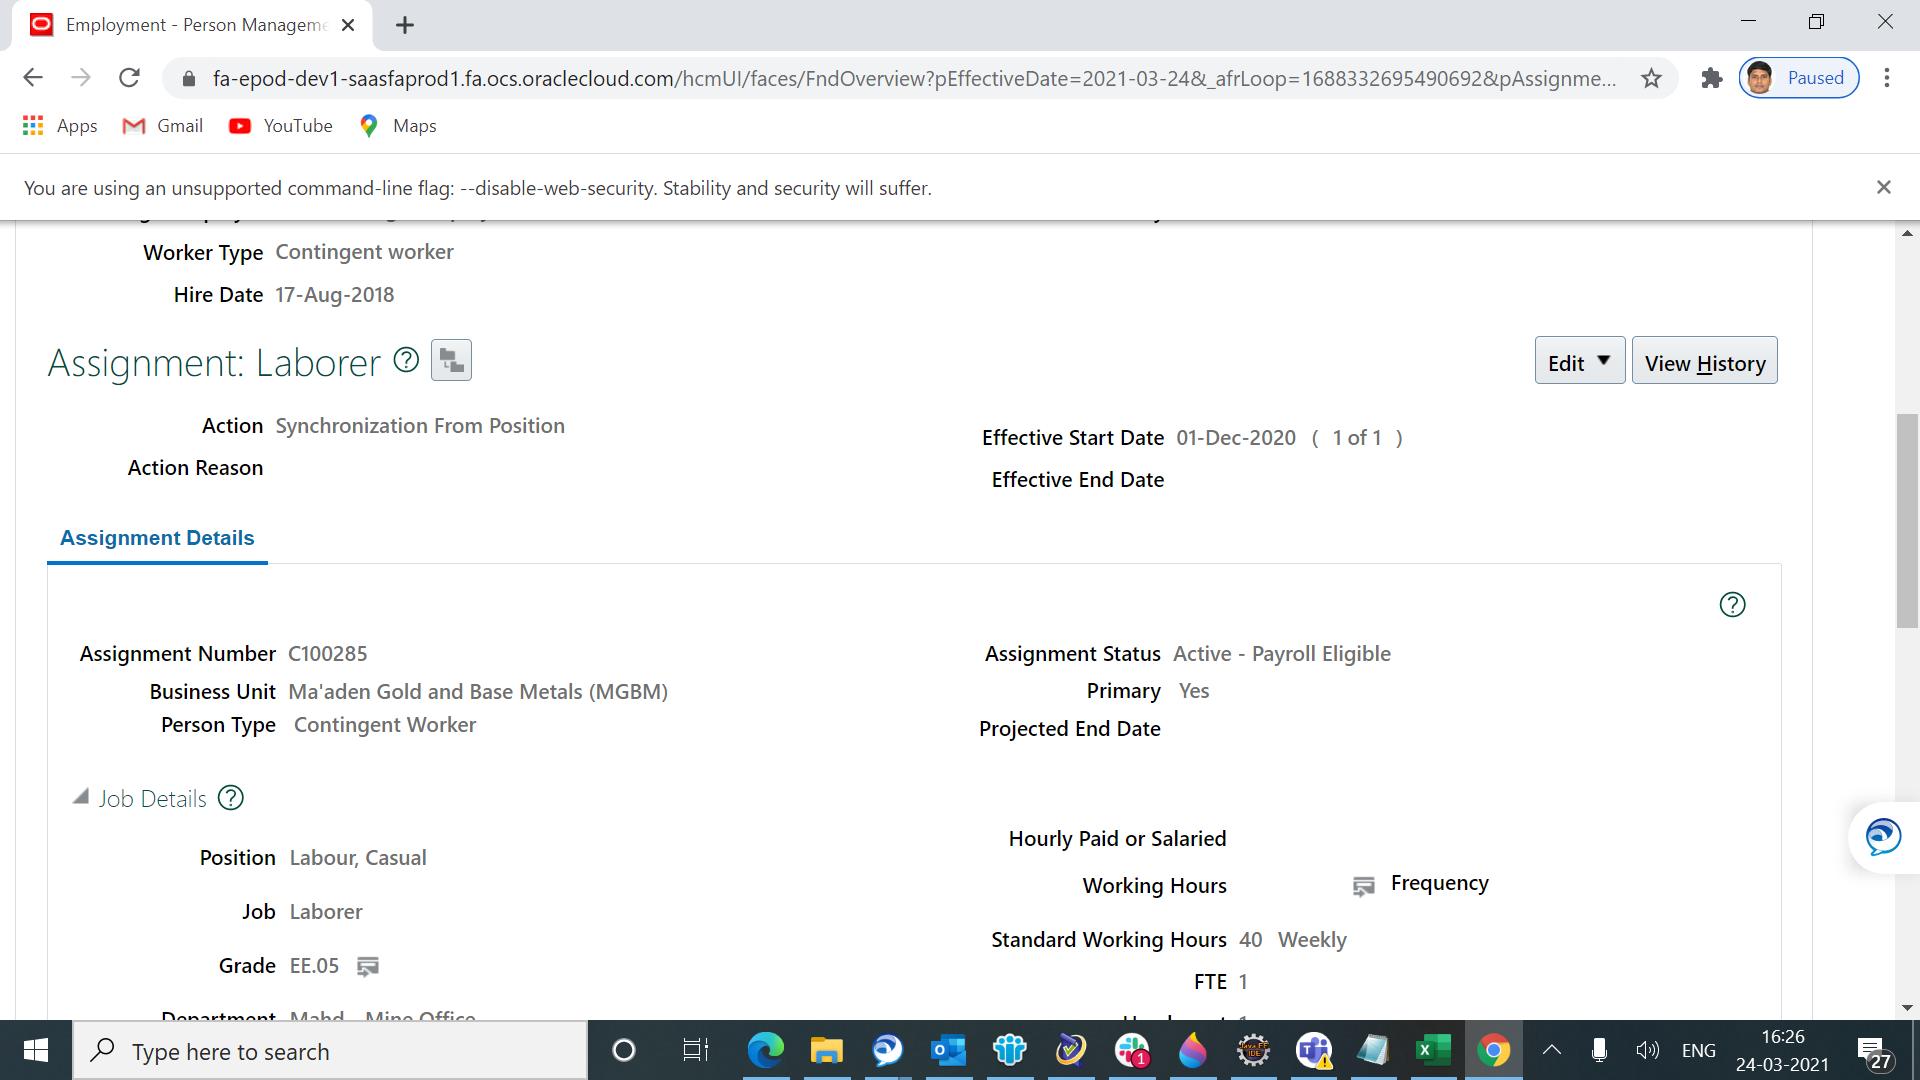 Employment - Person Manageme
fa-epod-dev1-saasfaprod1.fa.ocs.oraclecloud.com/hcmUI/faces/FndOverview?pEffectiveDate=2021-03-24&_afrLoop=1688332695490692&pAssignme...
Paused
Apps Gmail YouTube Maps
You are using an unsupported command-line flag: --disable-web-security. Stability and security will suffer.
Worker Type Contingent worker
Hire Date 17-Aug-2018
Assignment: Laborer
Edit View History
Action Synchronization From Position
Effective Start Date 01-Dec-2020 ( 1 of 1 )
Action Reason
Effective End Date
Assignment Details
Assignment Number C100285
Assignment Status Active - Payroll Eligible
Business Unit Ma'aden Gold and Base Metals (MGBM)
Primary Yes
Person Type Contingent Worker
Projected End Date
Job Details
Hourly Paid or Salaried
Position Labour, Casual
Working Hours Frequency
Job Laborer
Standard Working Hours 40 Weekly
Grade EE.05
FTE 1
Department Mahd - Mine Office
Type here to search
1
ENG
16:26
24-03-2021
27